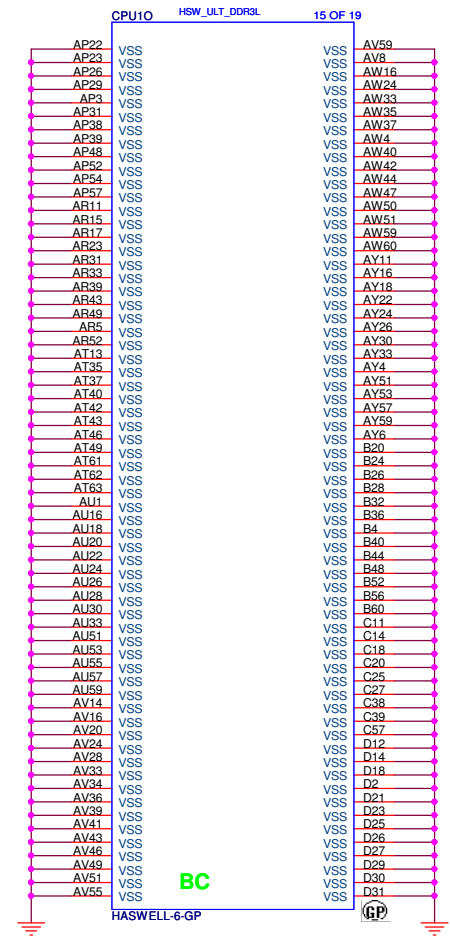 CPU1O HSW_ULT_DDR3L 15 OF 19
AP22 VSS VSS AV59
AP23 VSS VSS AV8
AP26 VSS VSS AW16
AP29 VSS VSS AW24
AP3 VSS VSS AW33
AP31 VSS VSS AW35
AP38 VSS VSS AW37
AP39 VSS VSS AW4
AP48 VSS VSS AW40
AP52 VSS VSS AW42
AP54 VSS VSS AW44
AP57 VSS VSS AW47
AR11 VSS VSS AW50
AR15 VSS VSS AW51
AR17 VSS VSS AW59
AR23 VSS VSS AW60
AR31 VSS VSS AY11
AR33 VSS VSS AY16
AR39 VSS VSS AY18
AR43 VSS VSS AY22
AR49 VSS VSS AY24
AR5 VSS VSS AY26
AR52 VSS VSS AY30
AT13 VSS VSS AY33
AT35 VSS VSS AY4
AT37 VSS VSS AY51
AT40 VSS VSS AY53
AT42 VSS VSS AY57
AT43 VSS VSS AY59
AT46 VSS VSS AY6
AT49 VSS VSS B20
AT61 VSS VSS B24
AT62 VSS VSS B26
AT63 VSS VSS B28
AU1 VSS VSS B32
AU16 VSS VSS B36
AU18 VSS VSS B4
AU20 VSS VSS B40
AU22 VSS VSS B44
AU24 VSS VSS B48
AU26 VSS VSS B52
AU28 VSS VSS B56
AU30 VSS VSS B60
AU33 VSS VSS C11
AU51 VSS VSS C14
AU53 VSS VSS C18
AU55 VSS VSS C20
AU57 VSS VSS C25
AU59 VSS VSS C27
AV14 VSS VSS C38
AV16 VSS VSS C39
AV20 VSS VSS C57
AV24 VSS VSS D12
AV28 VSS VSS D14
AV33 VSS VSS D18
AV34 VSS VSS D2
AV36 VSS VSS D21
AV39 VSS VSS D23
AV41 VSS VSS D25
AV43 VSS VSS D26
AV46 VSS VSS D27
AV49 VSS VSS D29
AV51 VSS VSS D30
AV55 VSS VSS D31
BC
HASWELL-6-GP GP